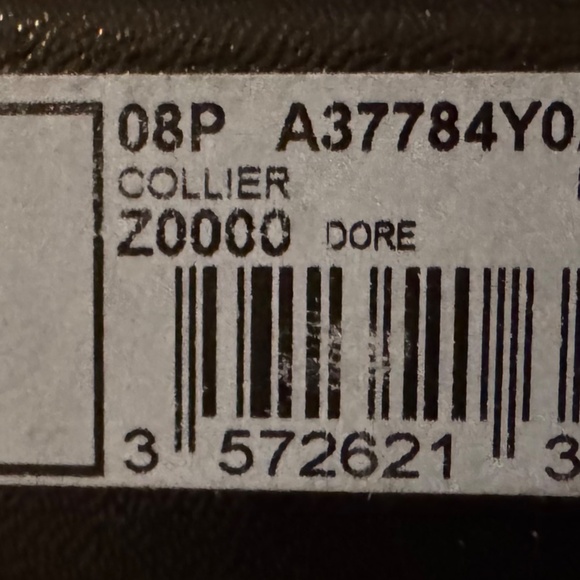 08P A37784Y0
COLLIER
Z0000 DORE
3 572621 3